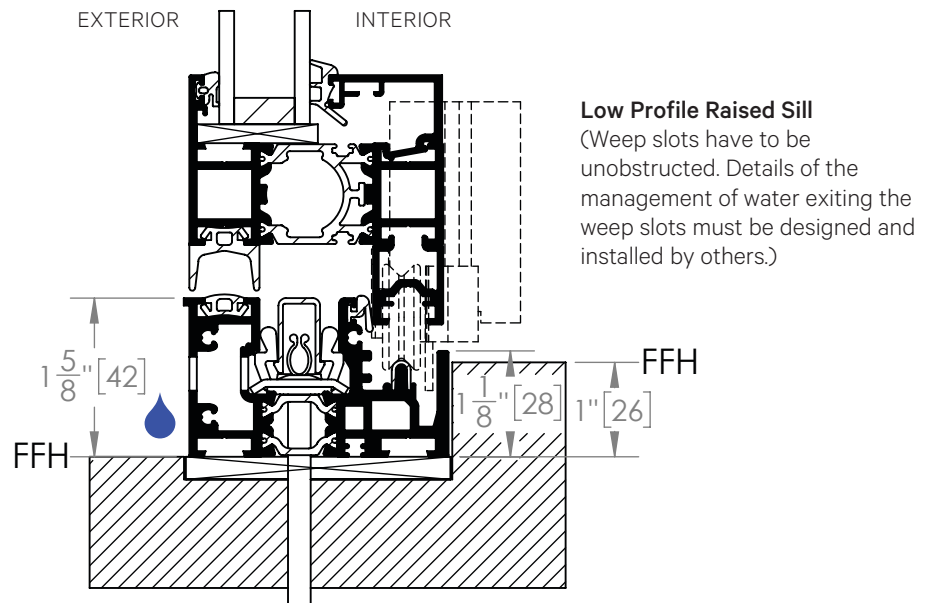 EXTERIOR
INTERIOR
Low Profile Raised Sill
(Weep slots have to be
unobstructed. Details of the
management of water exiting the
weep slots must be designed and
installed by others.)
FFH
1 5/8" [42]
1 1/8" [28]
1" [26]
FFH